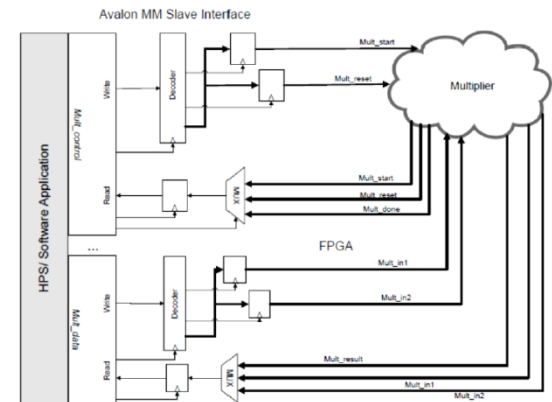 Avalon MM Slave Interface
Mult_start
Mult_reset
Multiplier
Write
Decoder
Mult_control
Read
MUX
Mult_start
Mult_reset
Mult_done
HPS/ Software Application
...
FPGA
Mult_in1
Mult_in2
Write
Decoder
Mult_data
Read
MUX
Mult_result
Mult_in1
Mult_in2